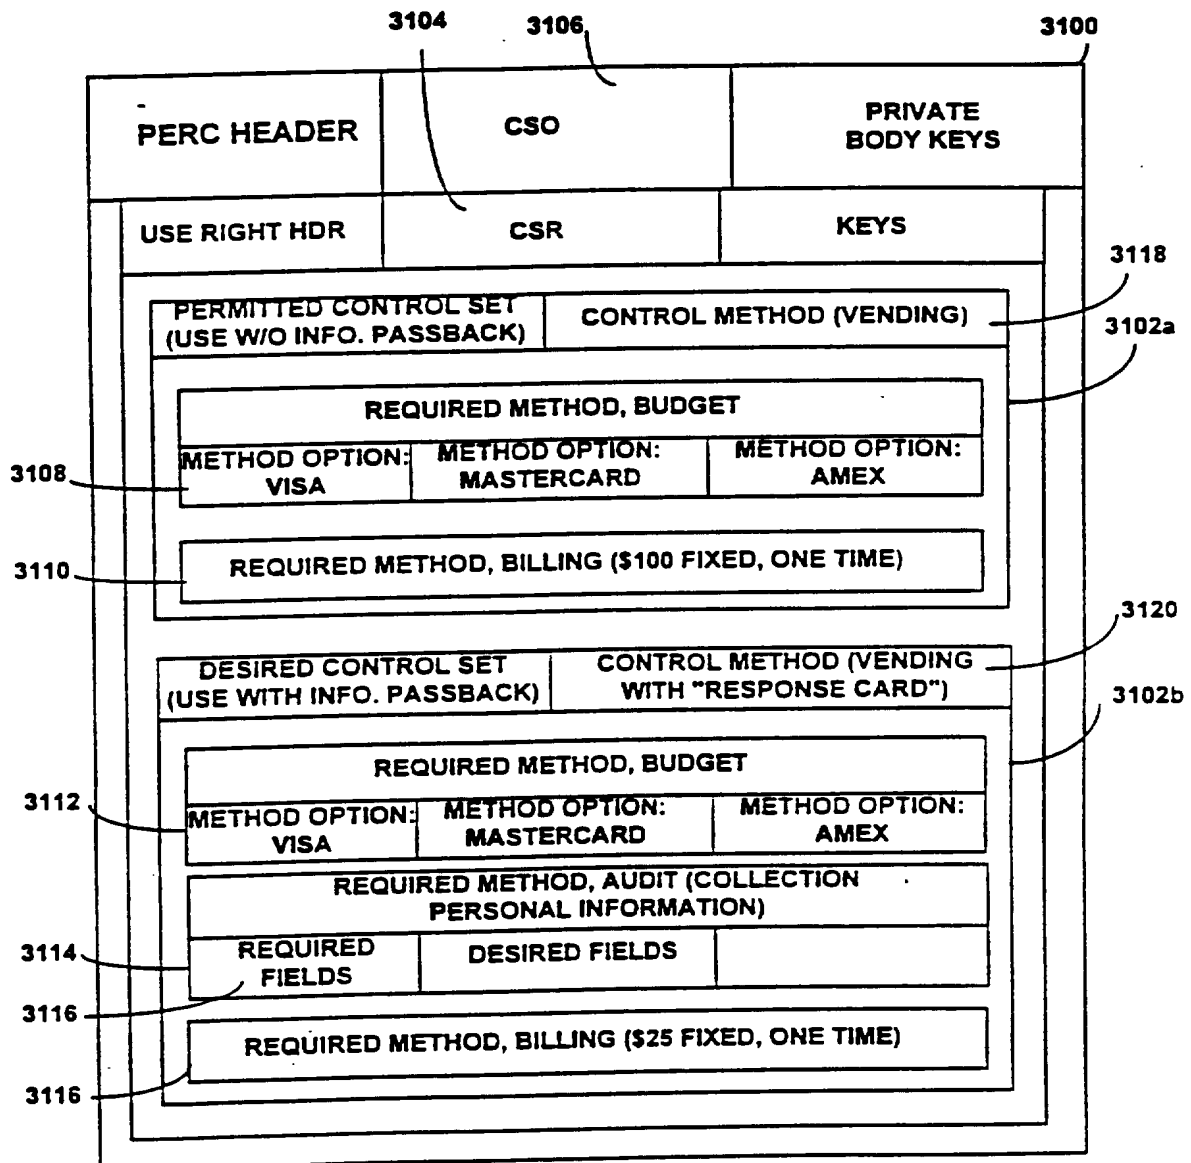 3104
3106
3100
PERC HEADER
CSO
PRIVATE
BODY KEYS
USE RIGHT HDR
CSR
KEYS
3118
PERMITTED CONTROL SET
(USE W/O INFO. PASSBACK)
CONTROL METHOD (VENDING)
3102a
REQUIRED METHOD, BUDGET
METHOD OPTION:
VISA
METHOD OPTION:
MASTERCARD
METHOD OPTION:
AMEX
3108
REQUIRED METHOD, BILLING ($100 FIXED, ONE TIME)
3110
3120
DESIRED CONTROL SET
(USE WITH INFO. PASSBACK)
CONTROL METHOD (VENDING
WITH "RESPONSE CARD")
3102b
REQUIRED METHOD, BUDGET
3112
METHOD OPTION:
VISA
METHOD OPTION:
MASTERCARD
METHOD OPTION:
AMEX
REQUIRED METHOD, AUDIT (COLLECTION
PERSONAL INFORMATION)
3114
REQUIRED
FIELDS
DESIRED FIELDS
3116
REQUIRED METHOD, BILLING ($25 FIXED, ONE TIME)
3116